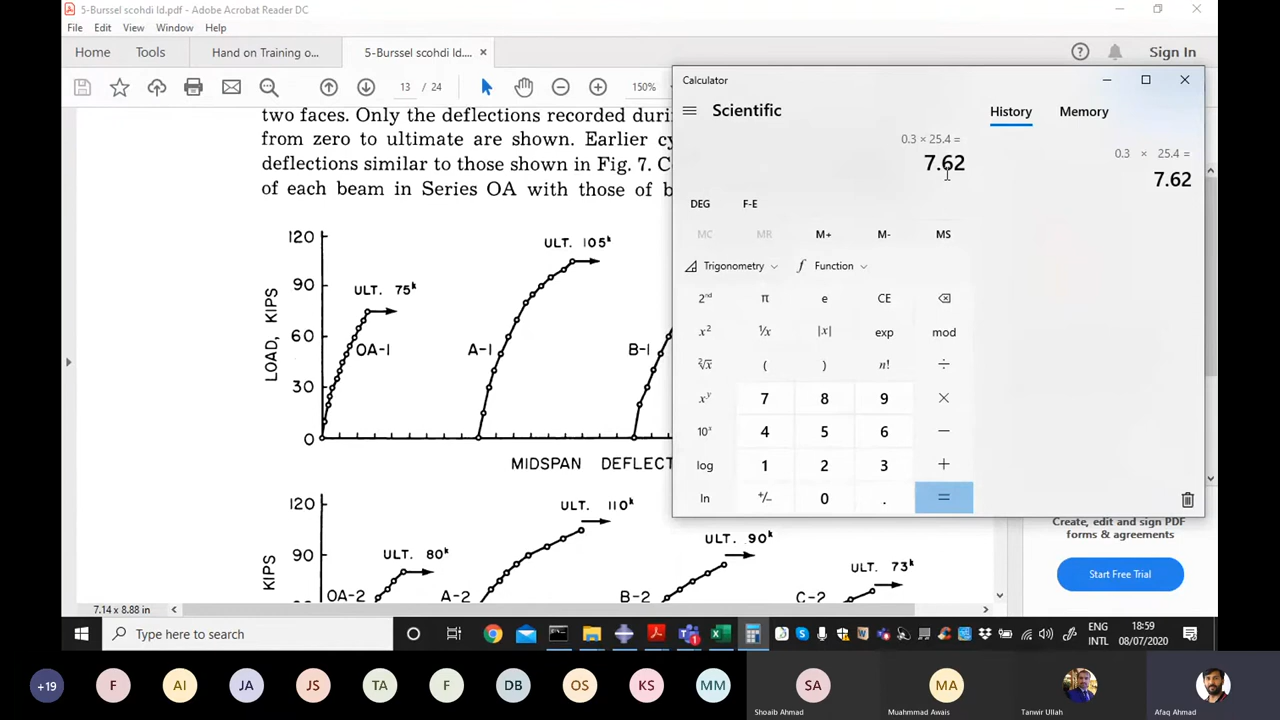 5-Burssel scohdi ld.pdf - Adobe Acrobat Reader DC
File Edit View Window Help
Home Tools Hand on Training o... 5-Burssel scohdi ld.... × Sign In
13 / 24 150%
two faces. Only the deflections recorded duri
from zero to ultimate are shown. Earlier cy
deflections similar to those shown in Fig. 7. C
of each beam in Series OA with those of b
120
90
60
30
0
LOAD, KIPS
ULT. 75k
OA-1
ULT. 105k
A-1
B-1
MIDSPAN DEFLECT
120
90
KIPS
ULT. 80k
OA-2
ULT. 110k
A-2
ULT. 90k
B-2
ULT. 73k
C-2
7.14 x 8.88 in
Calculator
Scientific
History Memory
0.3 × 25.4 =
7.62
0.3 × 25.4 =
7.62
DEG F-E
MC MR M+ M- MS
Trigonometry f Function
2nd π e CE
x² ¹/x |x| exp mod
²√x ( ) n! ÷
xʸ 7 8 9 ×
10ˣ 4 5 6 −
log 1 2 3 +
ln +/− 0 . =
Create, edit and sign PDF
forms & agreements
Start Free Trial
Type here to search
ENG
INTL
18:59
08/07/2020
+19 F AI JA JS TA F DB OS KS MM SA MA
Shoaib Ahmad Muahmmad Awais Tanwir Ullah Afaq Ahmad